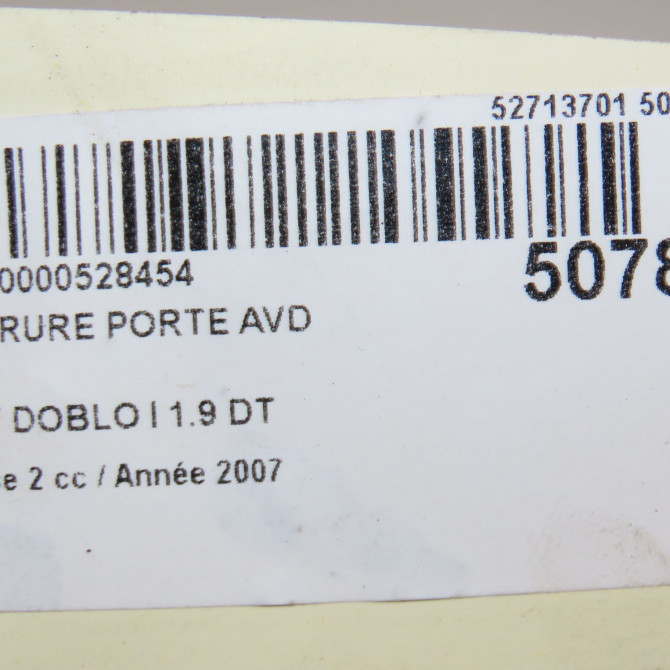 52713701 50
0000528454
5078
RURE PORTE AVD
DOBLO I 1.9 DT
e 2 cc / Année 2007